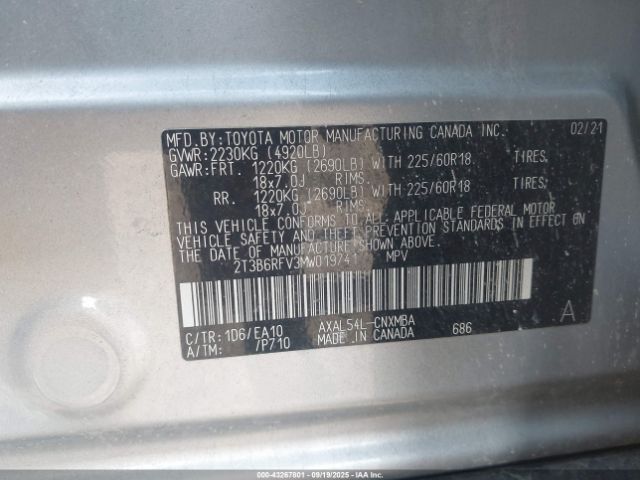 MFD. BY: TOYOTA MOTOR MANUFACTURING CANADA INC. 02/21
GVWR: 2230KG (4920LB)
GAWR: FRT. 1220KG (2690LB) WITH 225/60R18 TIRES,
18x7.0J RIMS,
RR. 1220KG (2690LB) WITH 225/60R18 TIRES,
18x7.0J RIMS,
THIS VEHICLE CONFORMS TO ALL APPLICABLE FEDERAL MOTOR
VEHICLE SAFETY AND THEFT PREVENTION STANDARDS IN EFFECT ON
THE DATE OF MANUFACTURE SHOWN ABOVE.
2T3B6RFV3MW019741 MPV
A
C/TR: 1D6/EA10 AXAL54L-CNXMBA
A/TM: /P710 MADE IN CANADA 686
000-43267801 - 09/19/2025 - IAA, Inc.